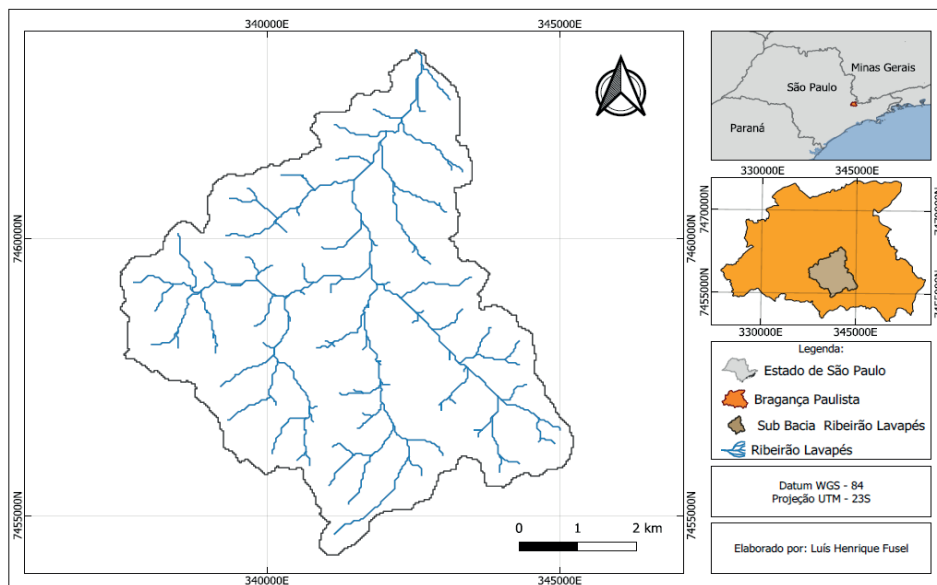 340000E
345000E
7460000N
7460000N
7455000N
7455000N
0 1 2 km
340000E
345000E
Minas Gerais
São Paulo
Paraná
330000E
345000E
7470000N
7470000N
7455000N
7455000N
330000E
345000E
Legenda:
Estado de São Paulo
Bragança Paulista
Sub Bacia Ribeirão Lavapés
Ribeirão Lavapés
Datum WGS - 84
Projeção UTM - 23S
Elaborado por: Luís Henrique Fusel